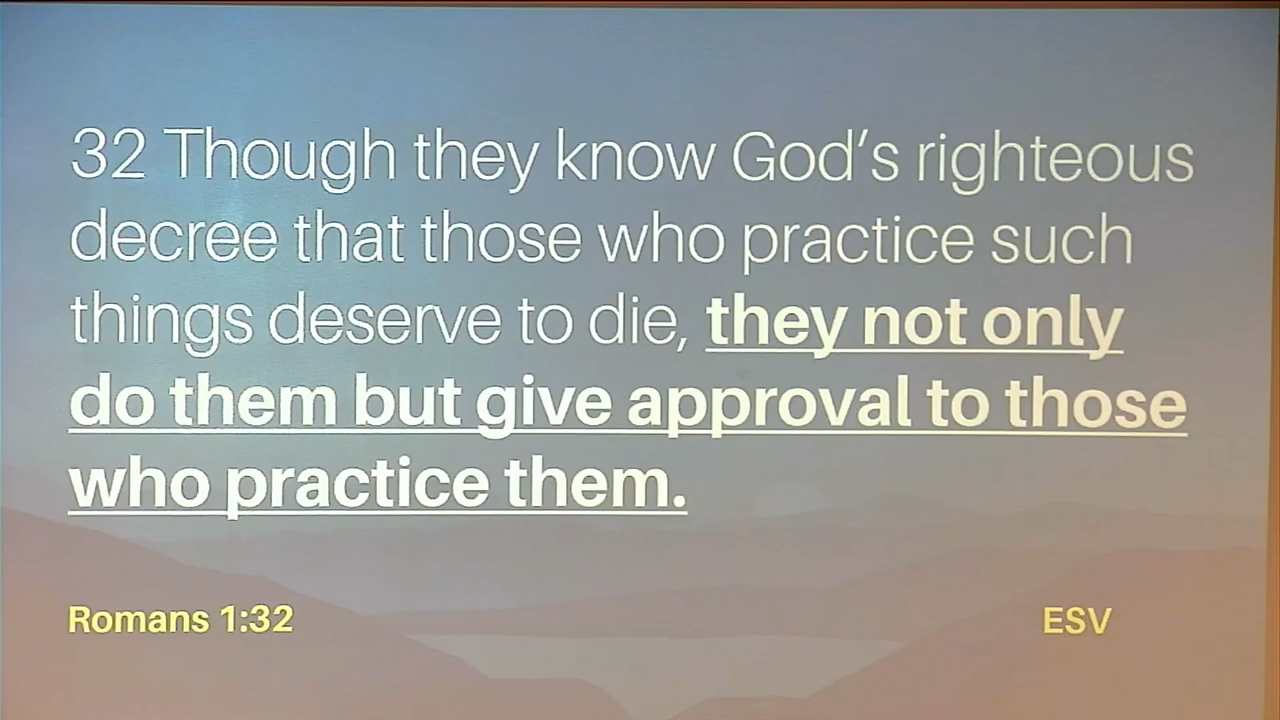 32 Though they know God’s righteous
decree that those who practice such
things deserve to die, they not only
do them but give approval to those
who practice them.
Romans 1:32
ESV